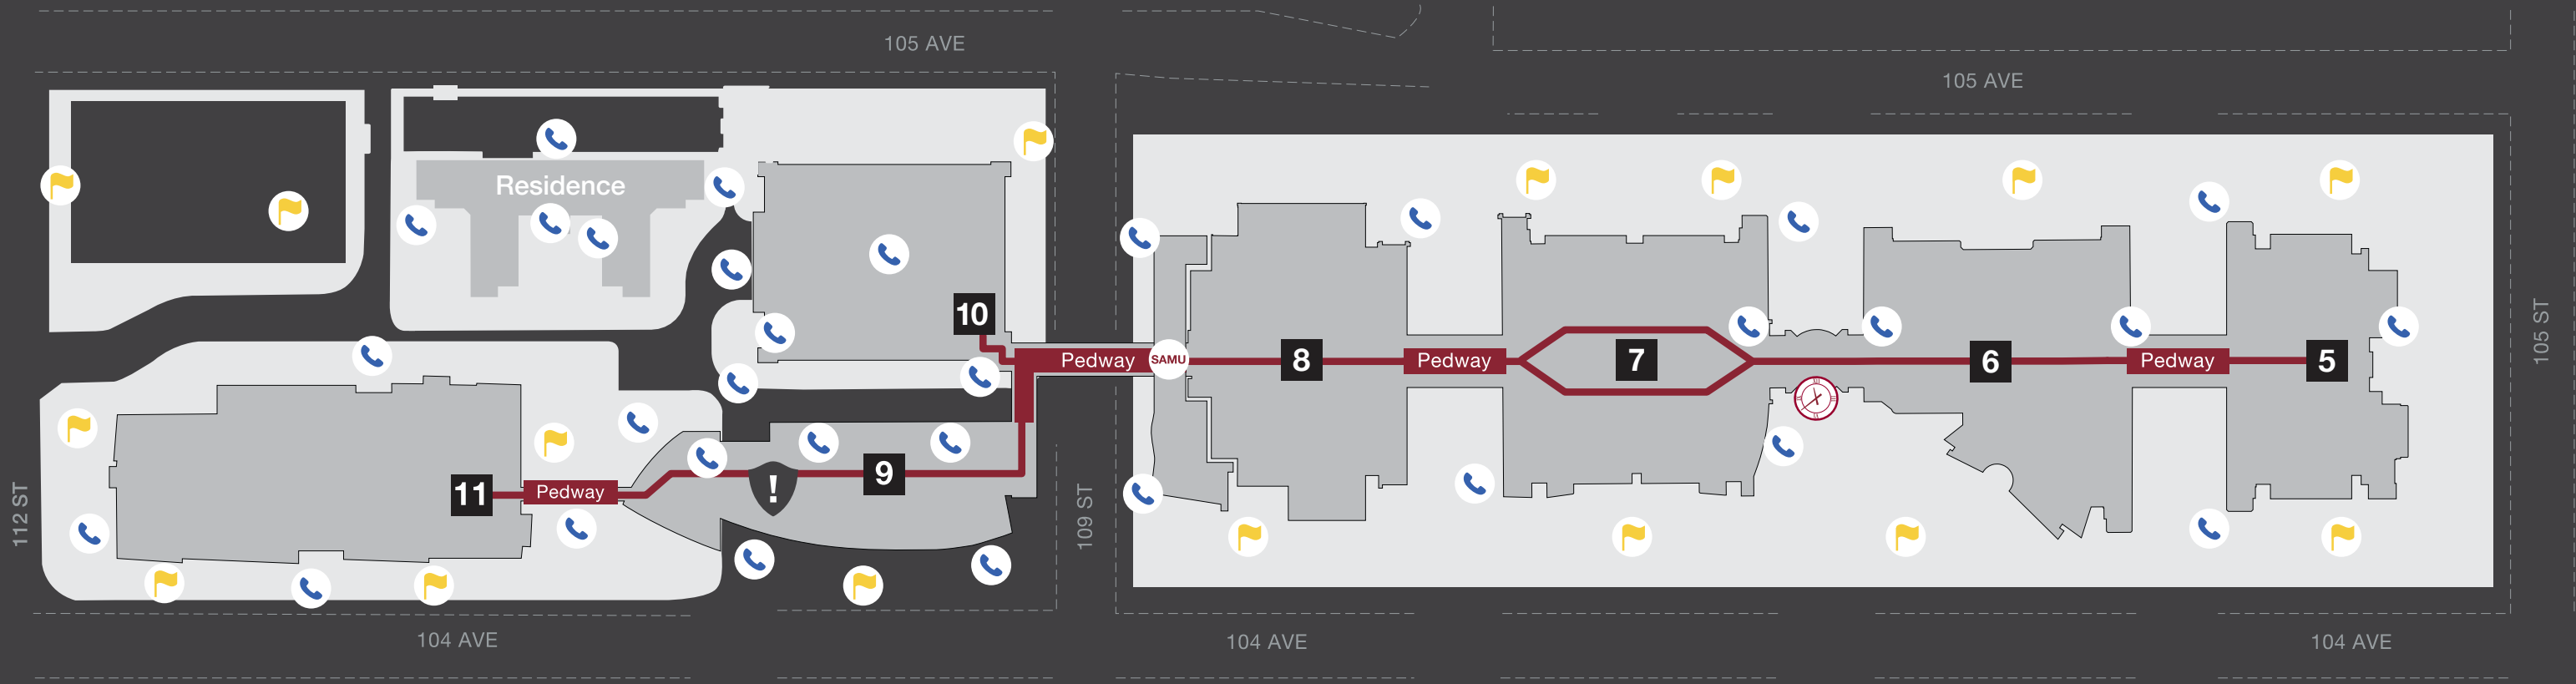 105 AVE
105 AVE
Residence
10
Pedway
SAMU
8
Pedway
7
6
Pedway
5
105 ST
11
Pedway
!
9
112 ST
109 ST
104 AVE
104 AVE
104 AVE